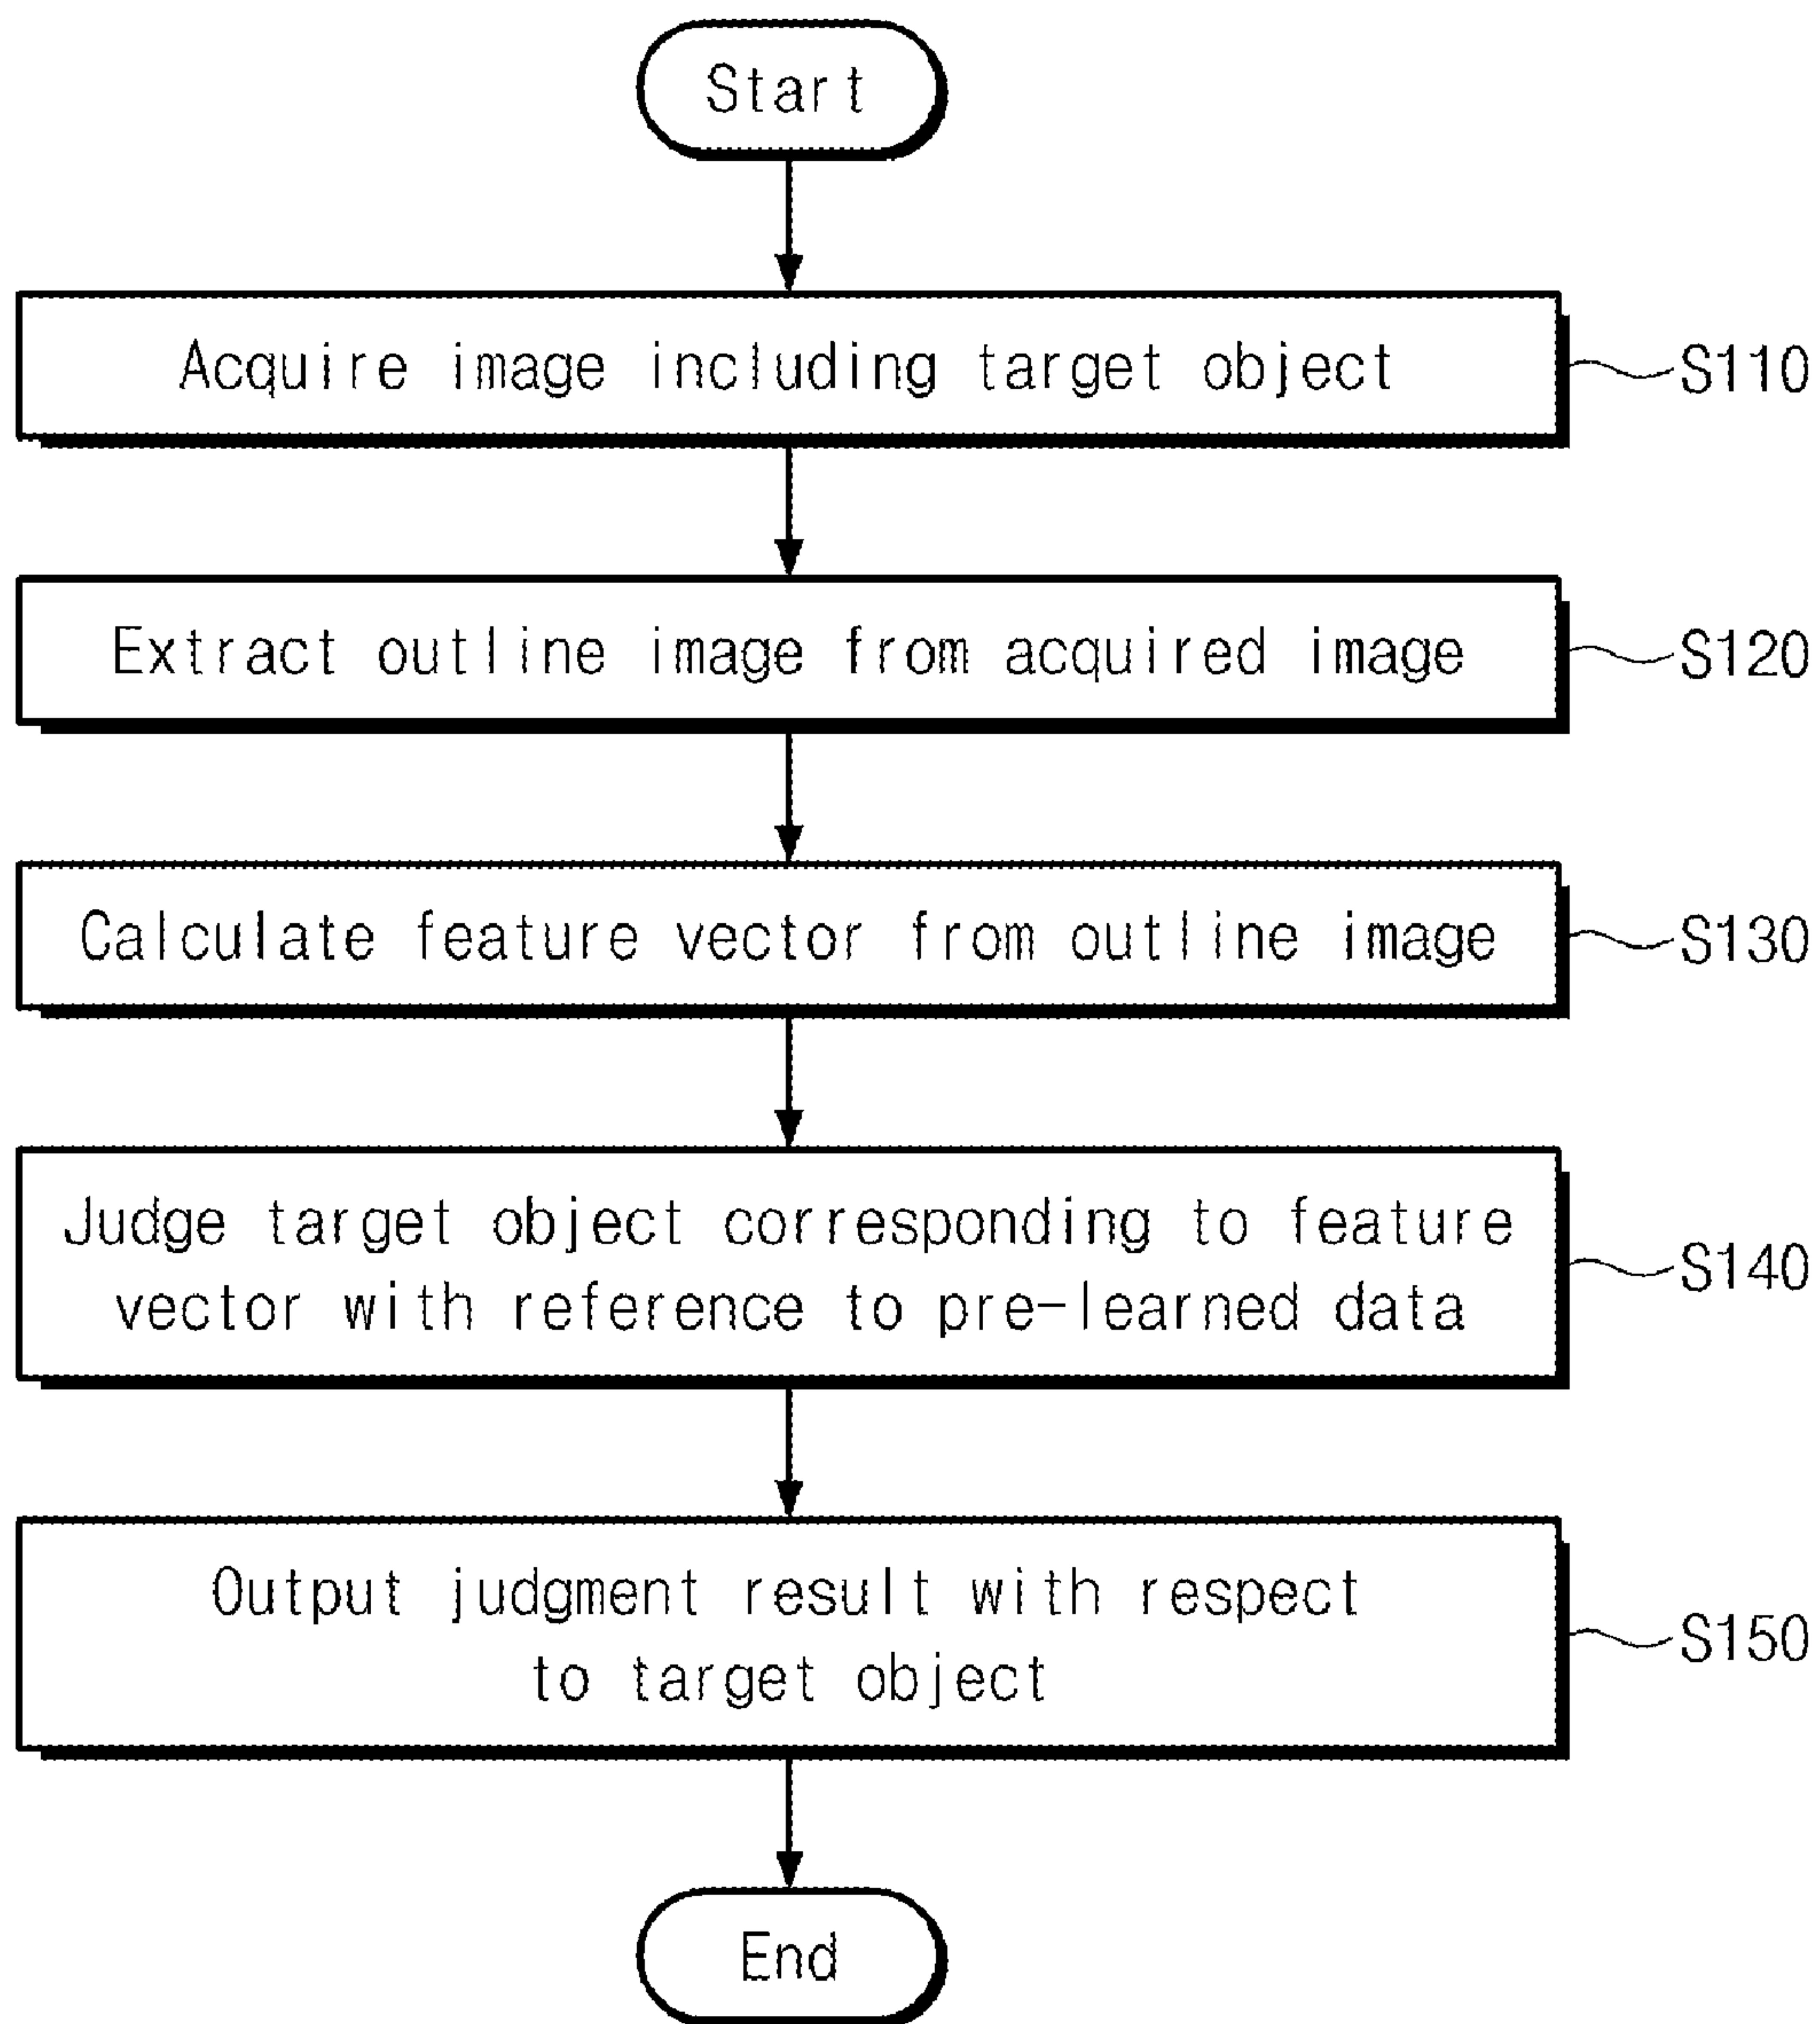 Start
Acquire image including target object
S110
Extract outline image from acquired image
S120
Calculate feature vector from outline image
S130
Judge target object corresponding to feature
vector with reference to pre-learned data
S140
Output judgment result with respect
to target object
S150
End